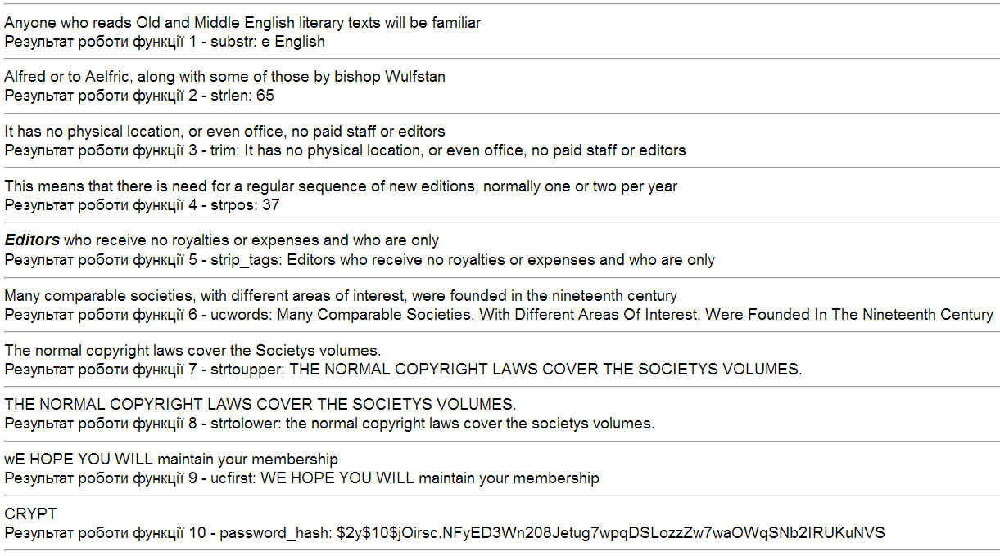 Anyone who reads Old and Middle English literary texts will be familiar
Результат роботи функції 1 - substr: e English
Alfred or to Aelfric, along with some of those by bishop Wulfstan
Результат роботи функції 2 - strlen: 65
It has no physical location, or even office, no paid staff or editors
Результат роботи функції 3 - trim: It has no physical location, or even office, no paid staff or editors
This means that there is need for a regular sequence of new editions, normally one or two per year
Результат роботи функції 4 - strpos: 37
Editors who receive no royalties or expenses and who are only
Результат роботи функції 5 - strip_tags: Editors who receive no royalties or expenses and who are only
Many comparable societies, with different areas of interest, were founded in the nineteenth century
Результат роботи функції 6 - ucwords: Many Comparable Societies, With Different Areas Of Interest, Were Founded In The Nineteenth Century
The normal copyright laws cover the Societys volumes.
Результат роботи функції 7 - strtoupper: THE NORMAL COPYRIGHT LAWS COVER THE SOCIETYS VOLUMES.
THE NORMAL COPYRIGHT LAWS COVER THE SOCIETYS VOLUMES.
Результат роботи функції 8 - strtolower: the normal copyright laws cover the societys volumes.
wE HOPE YOU WILL maintain your membership
Результат роботи функції 9 - ucfirst: WE HOPE YOU WILL maintain your membership
CRYPT
Результат роботи функції 10 - password_hash: $2y$10$jOirsc.NFyED3Wn208Jetug7wpqDSLozzZw7waOWqSNb2IRUKuNVS